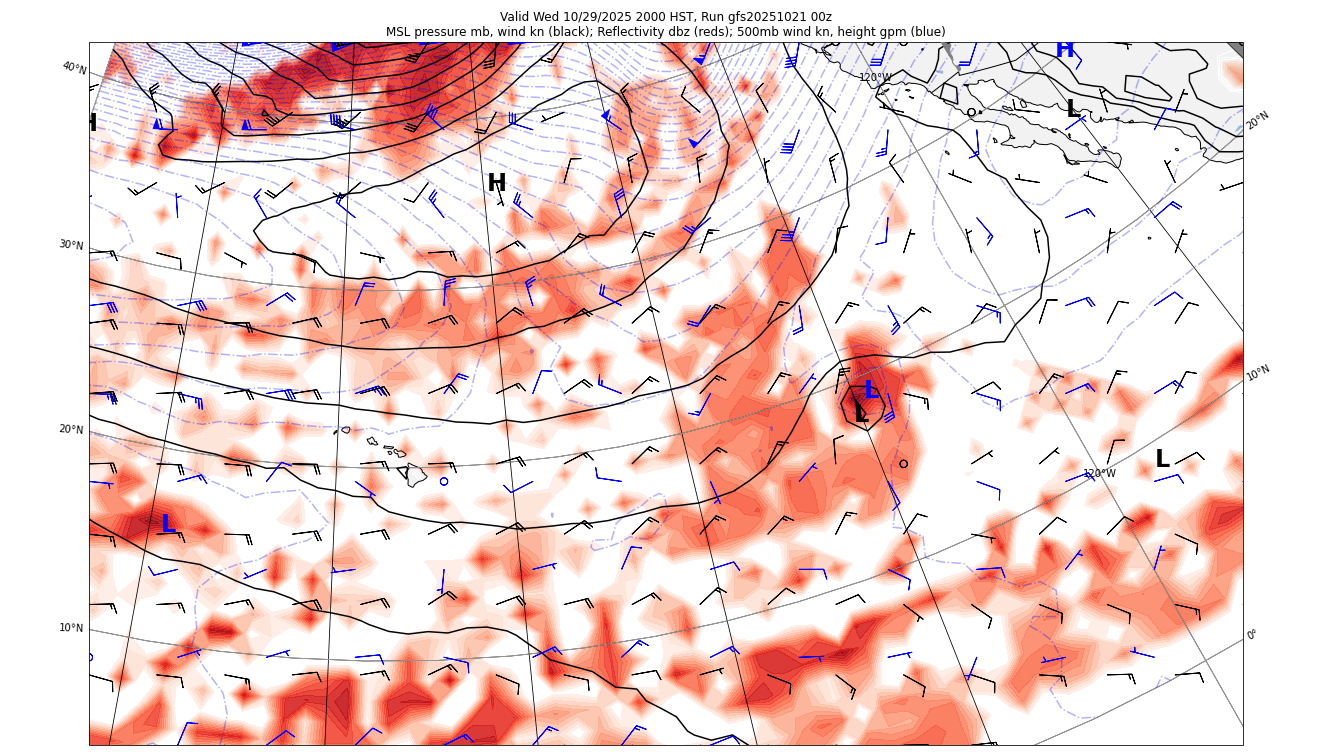 Valid Wed 10/29/2025 2000 HST, Run gfs20251021 00z
MSL pressure mb, wind kn (black); Reflectivity dbz (reds); 500mb wind kn, height gpm (blue)
H
40°N
120°W
L
H
20°N
H
30°N
L
L
10°N
20°N
L
120°W
L
10°N
0°